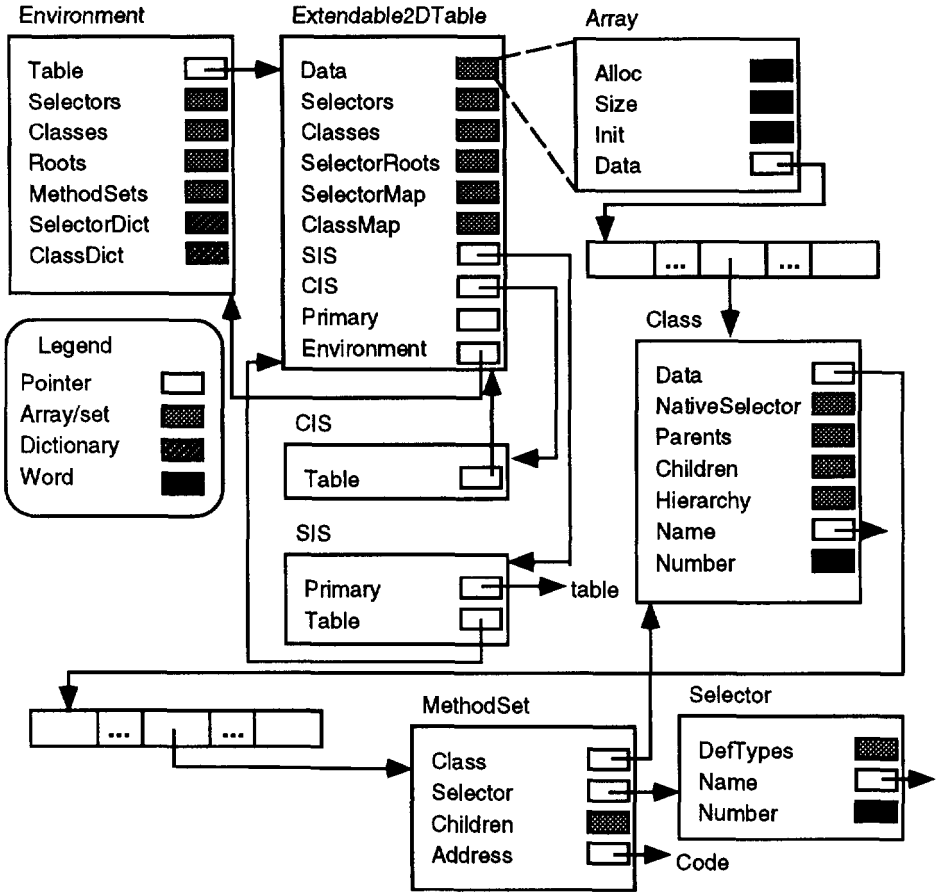 Environment
Table
Selectors
Classes
Roots
MethodSets
SelectorDict
ClassDict
Legend
Pointer
Array/set
Dictionary
Word
Extendable2DTable
Data
Selectors
Classes
SelectorRoots
SelectorMap
ClassMap
SIS
CIS
Primary
Environment
CIS
Table
SIS
Primary
table
Table
Array
Alloc
Size
Init
Data
... ...
Class
Data
NativeSelector
Parents
Children
Hierarchy
Name
Number
... ...
MethodSet
Class
Selector
Children
Address
Code
Selector
DefTypes
Name
Number